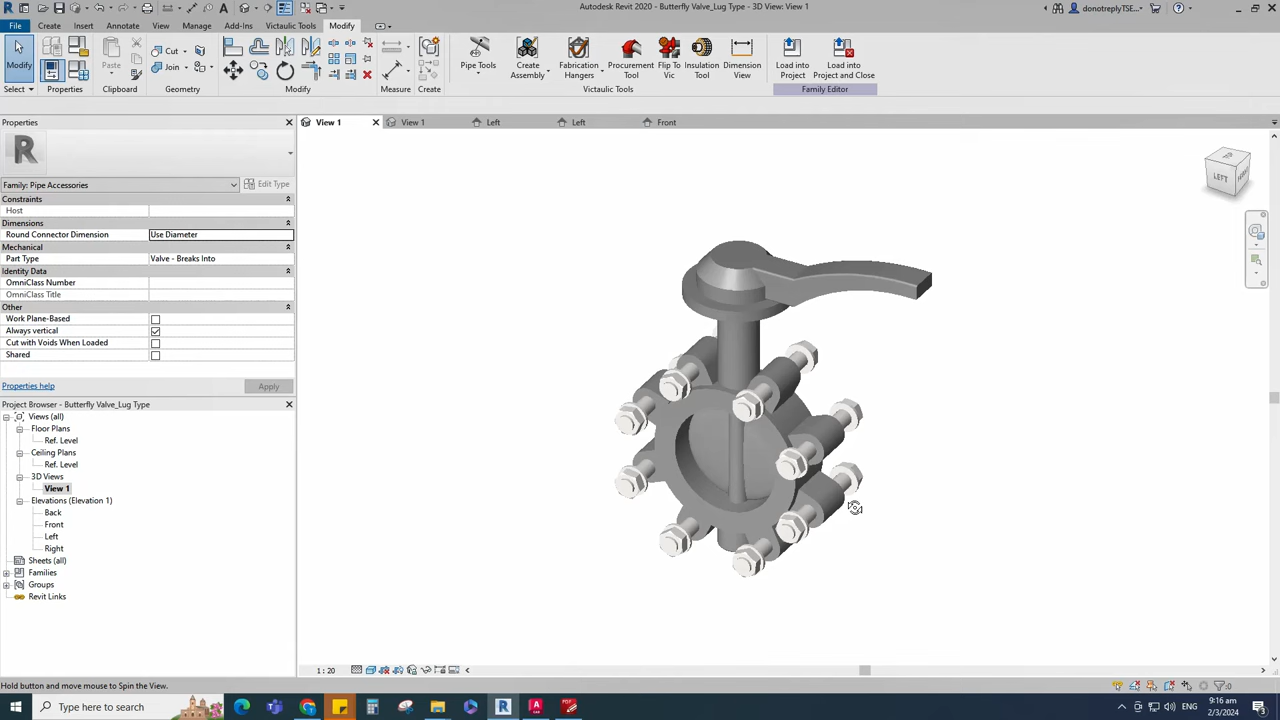 Autodesk Revit 2020 - Butterfly Valve_Lug Type - 3D View: View 1
donotreplyTSE...
File Create Insert Annotate View Manage Add-Ins Victaulic Tools Modify
Modify
Paste
Cut
Join
Pipe Tools
Create Assembly
Fabrication Hangers
Procurement Tool
Flip To Vic
Insulation Tool
Dimension View
Load into Project
Load into Project and Close
Select Properties Clipboard Geometry Modify Measure Create Victaulic Tools Family Editor
Properties
View 1 View 1 Left Left Front
R
Family: Pipe Accessories
Edit Type
Constraints
Host
Dimensions
Round Connector Dimension Use Diameter
Mechanical
Part Type Valve - Breaks Into
Identity Data
OmniClass Number
OmniClass Title
Other
Work Plane-Based
Always vertical
Cut with Voids When Loaded
Shared
Properties help
Apply
Project Browser - Butterfly Valve_Lug Type
Views (all)
Floor Plans
Ref. Level
Ceiling Plans
Ref. Level
3D Views
View 1
Elevations (Elevation 1)
Back
Front
Left
Right
Sheets (all)
Families
Groups
Revit Links
LEFT
1 : 20
Hold button and move mouse to Spin the View.
:0
Type here to search
9:16 am
2/3/2024